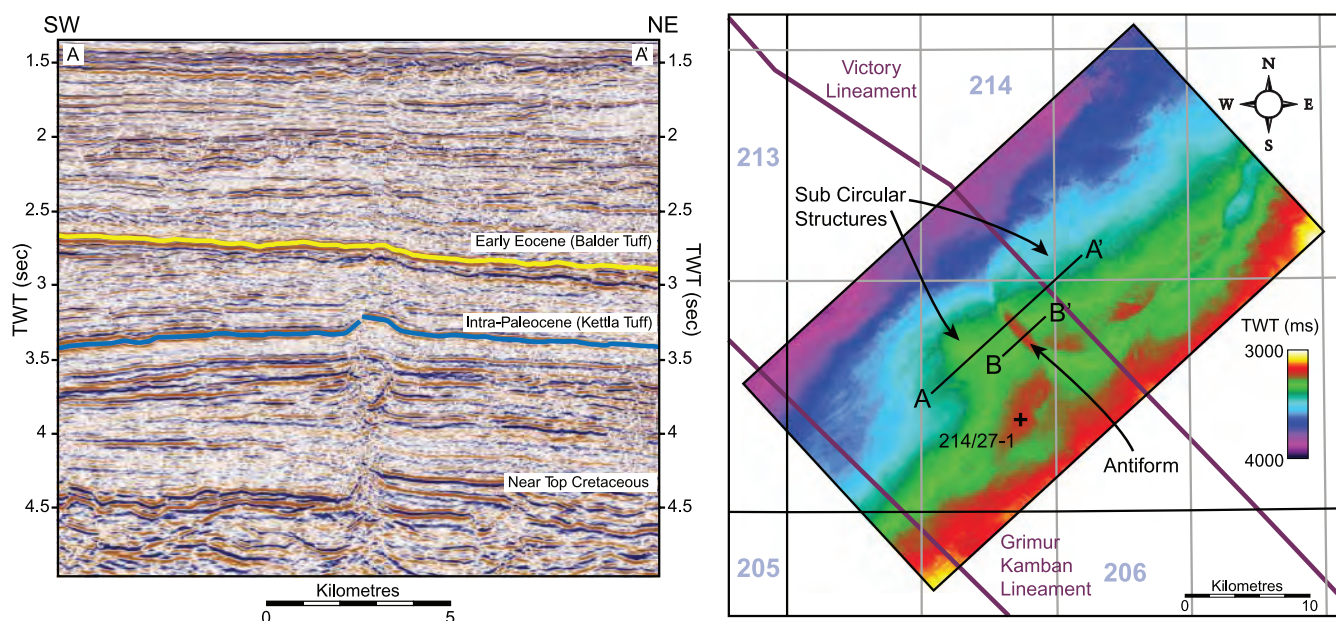 SW
NE
A
A'
1.5
1.5
2
2
2.5
2.5
Early Eocene (Balder Tuff)
3
3
TWT (sec)
TWT (sec)
Intra-Paleocene (Kettla Tuff)
3.5
3.5
4
4
Near Top Cretaceous
4.5
4.5
Kilometres
0
5
Victory
Lineament
214
N
W
E
S
213
Sub Circular
Structures
A'
B'
B
A
TWT (ms)
3000
4000
214/27-1
Antiform
205
Grimur
Kamban
Lineament
206
Kilometres
0
10